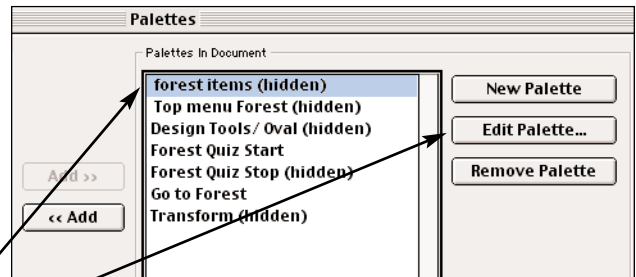 Palettes
Palettes In Document
forest items (hidden)
Top menu Forest (hidden)
Design Tools/ Oval (hidden)
Forest Quiz Start
Forest Quiz Stop (hidden)
Go to Forest
Transform (hidden)
New Palette
Edit Palette...
Remove Palette
Add >>
<< Add